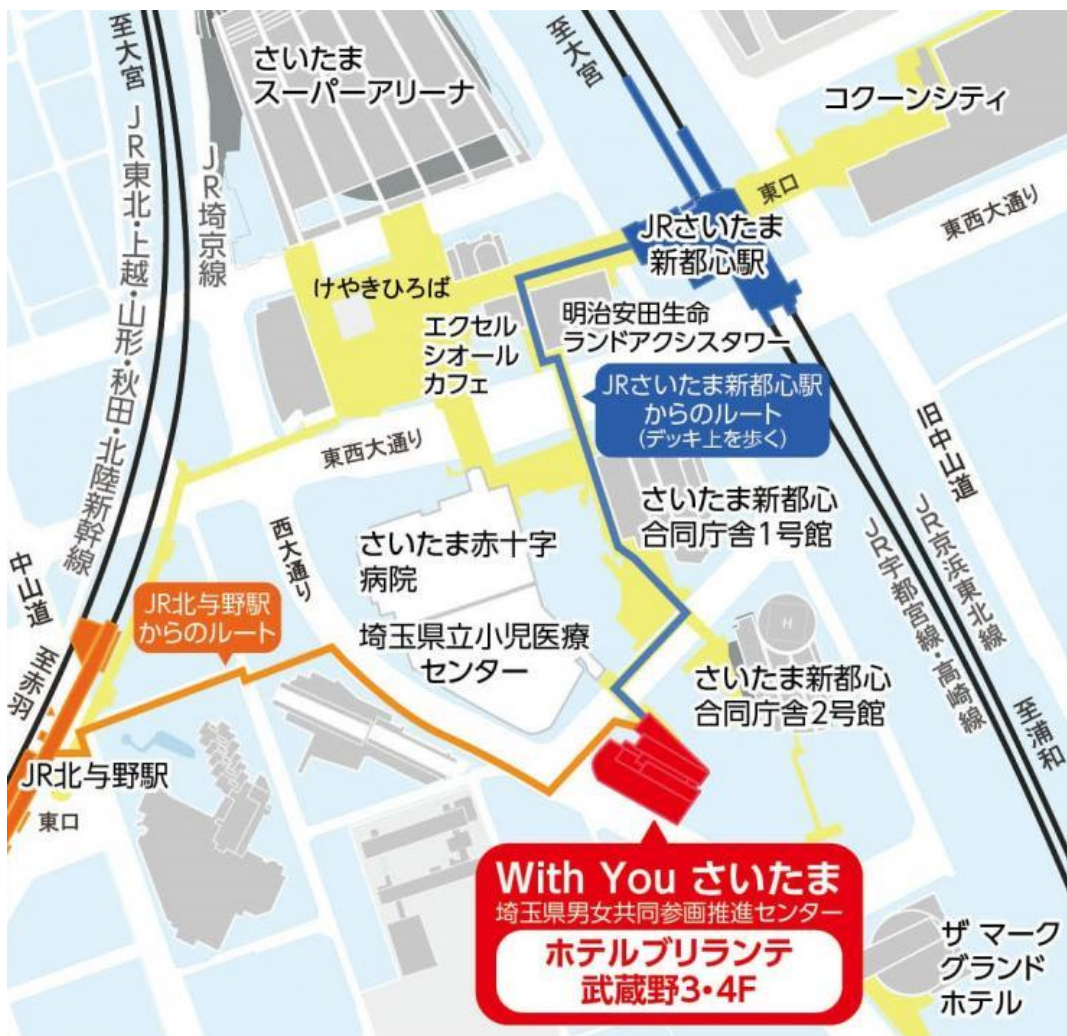 至大宮
JR東北・上越・山形・秋田・北陸新幹線
JR埼京線
さいたま
スーパーアリーナ
至大宮
コクーンシティ
東口
東西大通り
JRさいたま
新都心駅
けやきひろば
エクセル
シオール
カフェ
明治安田生命
ランドアクシスタワー
JRさいたま新都心駅
からのルート
(デッキ上を歩く)
東西大通り
西大通り
さいたま赤十字
病院
埼玉県立小児医療
センター
さいたま新都心
合同庁舎1号館
H
さいたま新都心
合同庁舎2号館
旧中山道
JR京浜東北線
JR宇都宮線・高崎線
至浦和
中山道
至赤羽
JR北与野駅
からのルート
JR北与野駅
東口
With You さいたま
埼玉県男女共同参画推進センター
ホテルブリランテ
武蔵野3・4F
ザ マーク
グランド
ホテル